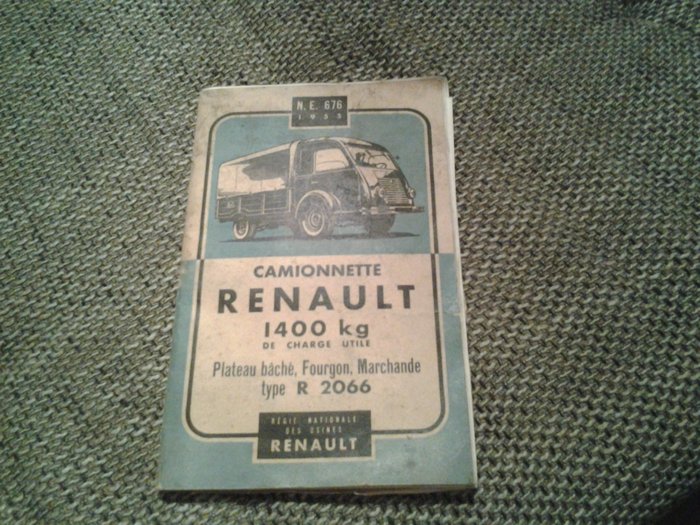 N. E. 676
1955
CAMIONNETTE
RENAULT
1400 kg
DE CHARGE UTILE
Plateau bâché, Fourgon, Marchande
type R 2066
RÉGIE NATIONALE
DES USINES
RENAULT